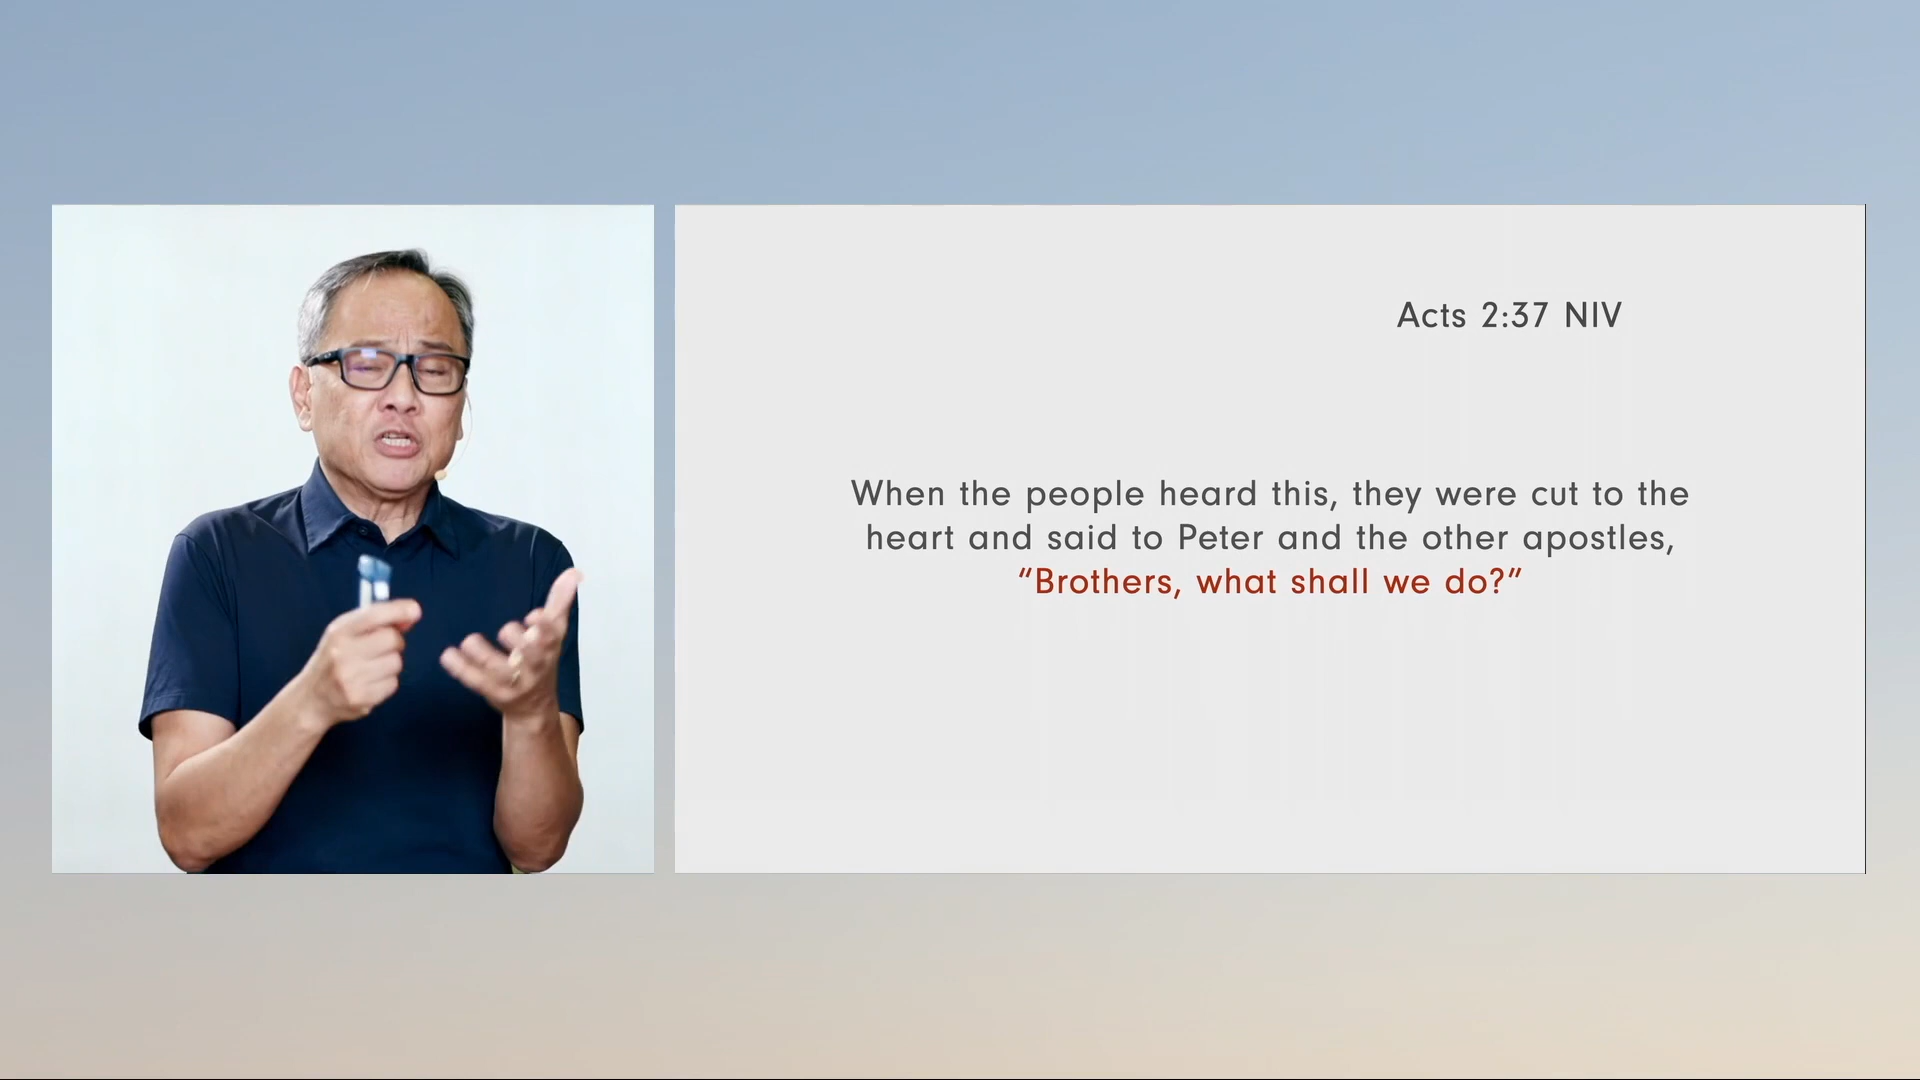 Acts 2:37 NIV
When the people heard this, they were cut to the
heart and said to Peter and the other apostles,
“Brothers, what shall we do?”